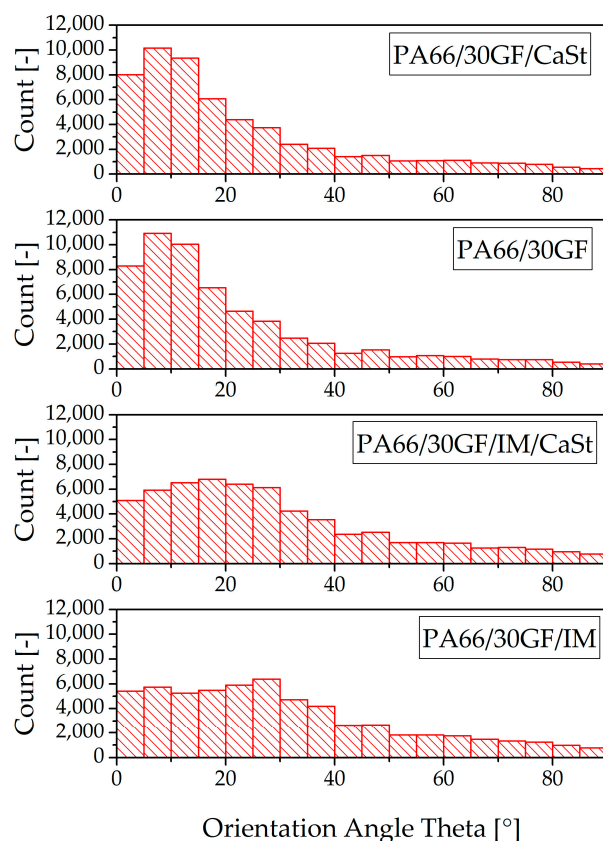 12,000
10,000
8,000
6,000
4,000
2,000
0
Count [-]
PA66/30GF/CaSt
0 20 40 60 80
12,000
10,000
8,000
6,000
4,000
2,000
0
Count [-]
PA66/30GF
0 20 40 60 80
12,000
10,000
8,000
6,000
4,000
2,000
0
Count [-]
PA66/30GF/IM/CaSt
0 20 40 60 80
12,000
10,000
8,000
6,000
4,000
2,000
0
Count [-]
PA66/30GF/IM
0 20 40 60 80
Orientation Angle Theta [°]